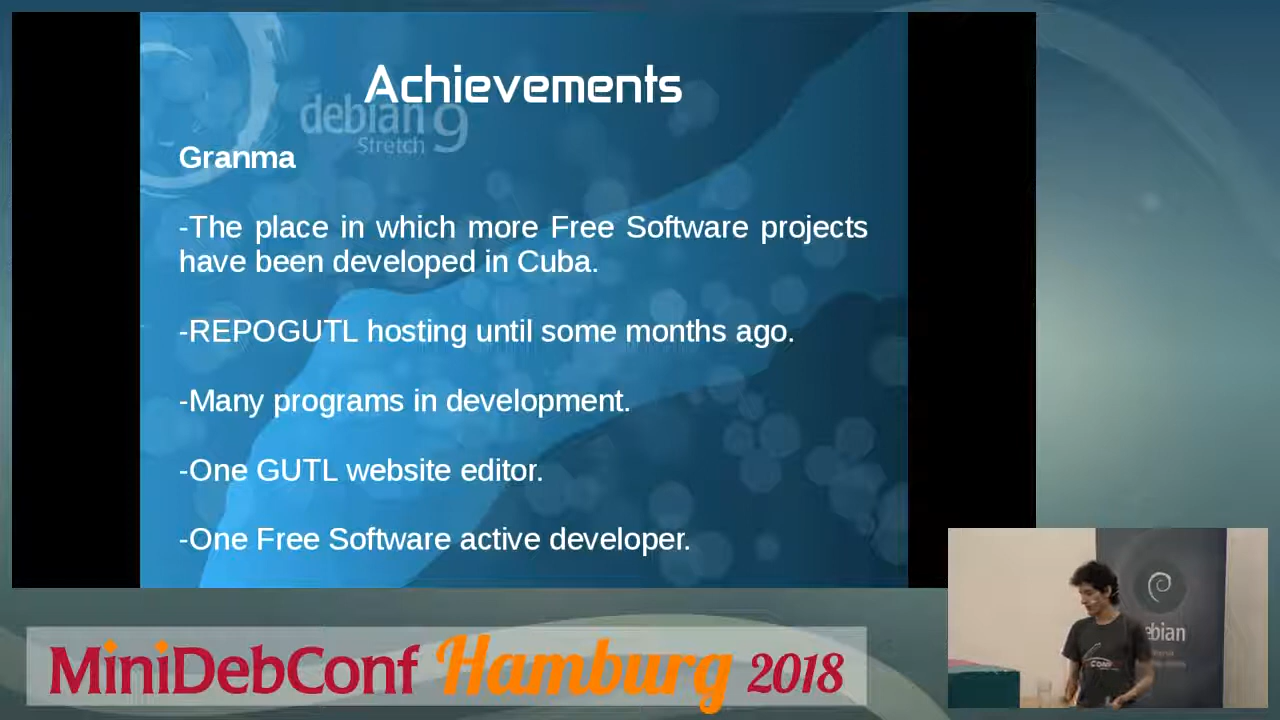 Achievements
debian 9
Stretch
Granma
-The place in which more Free Software projects
have been developed in Cuba.
-REPOGUTL hosting until some months ago.
-Many programs in development.
-One GUTL website editor.
-One Free Software active developer.
MiniDebConf Hamburg 2018
ebian